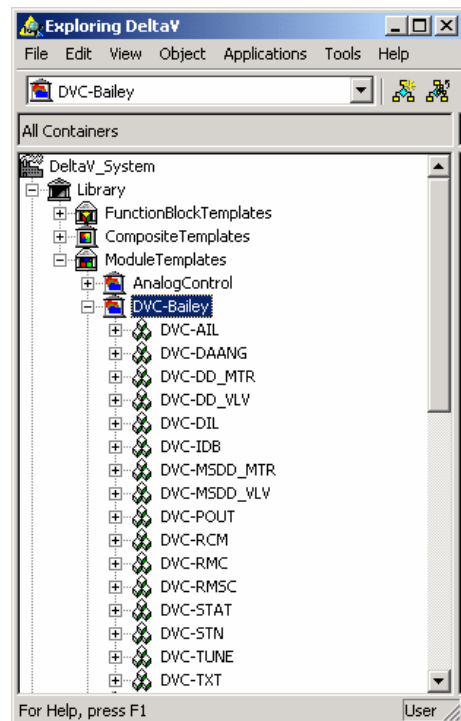 Exploring DeltaV
File Edit View Object Applications Tools Help
DVC-Bailey
All Containers
DeltaV_System
Library
FunctionBlockTemplates
CompositeTemplates
ModuleTemplates
AnalogControl
DVC-Bailey
DVC-AIL
DVC-DAANG
DVC-DD_MTR
DVC-DD_VLV
DVC-DIL
DVC-IDB
DVC-MSDD_MTR
DVC-MSDD_VLV
DVC-POUT
DVC-RCM
DVC-RMC
DVC-RMSC
DVC-STAT
DVC-STN
DVC-TUNE
DVC-TXT
For Help, press F1 User